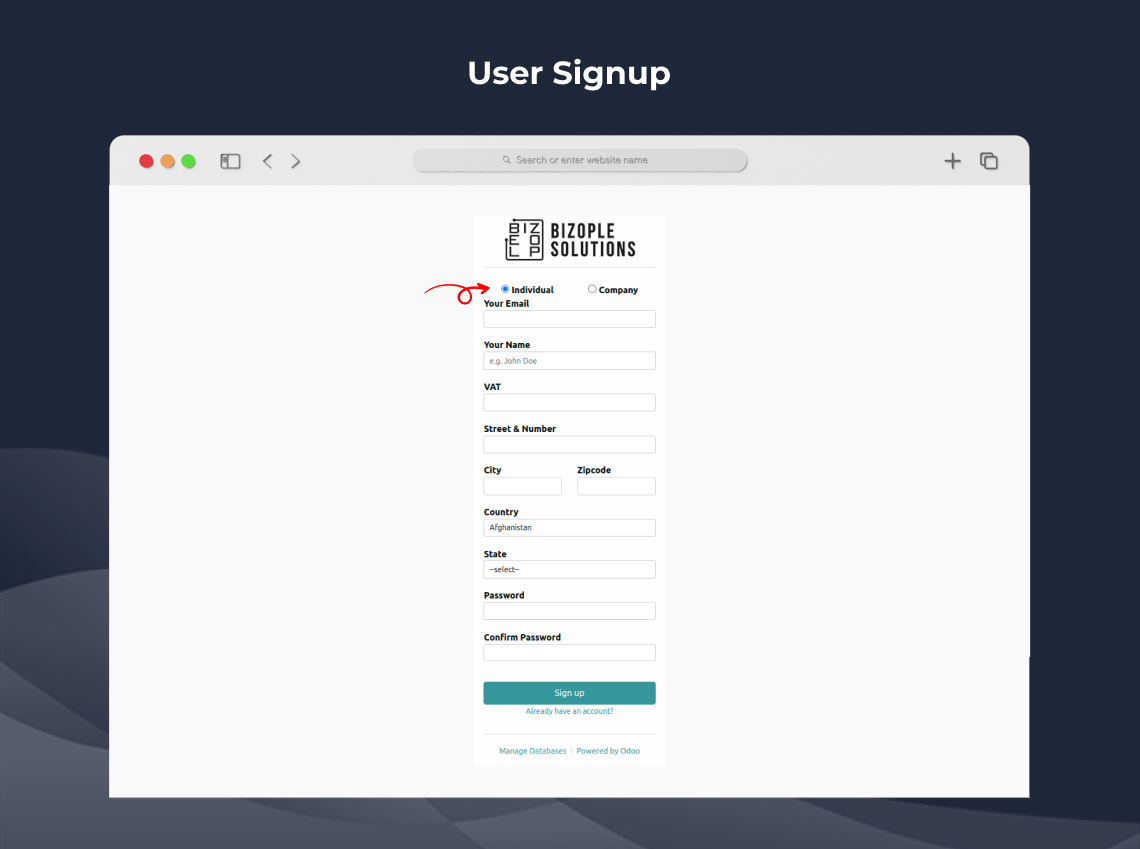 User Signup
Search or enter website name
BIZ
E O
L P
BIZOPLE
SOLUTIONS
Individual Company
Your Email
Your Name
e.g. John Doe
VAT
Street & Number
City Zipcode
Country
Afghanistan
State
--select--
Password
Confirm Password
Sign up
Already have an account?
Manage Databases | Powered by Odoo